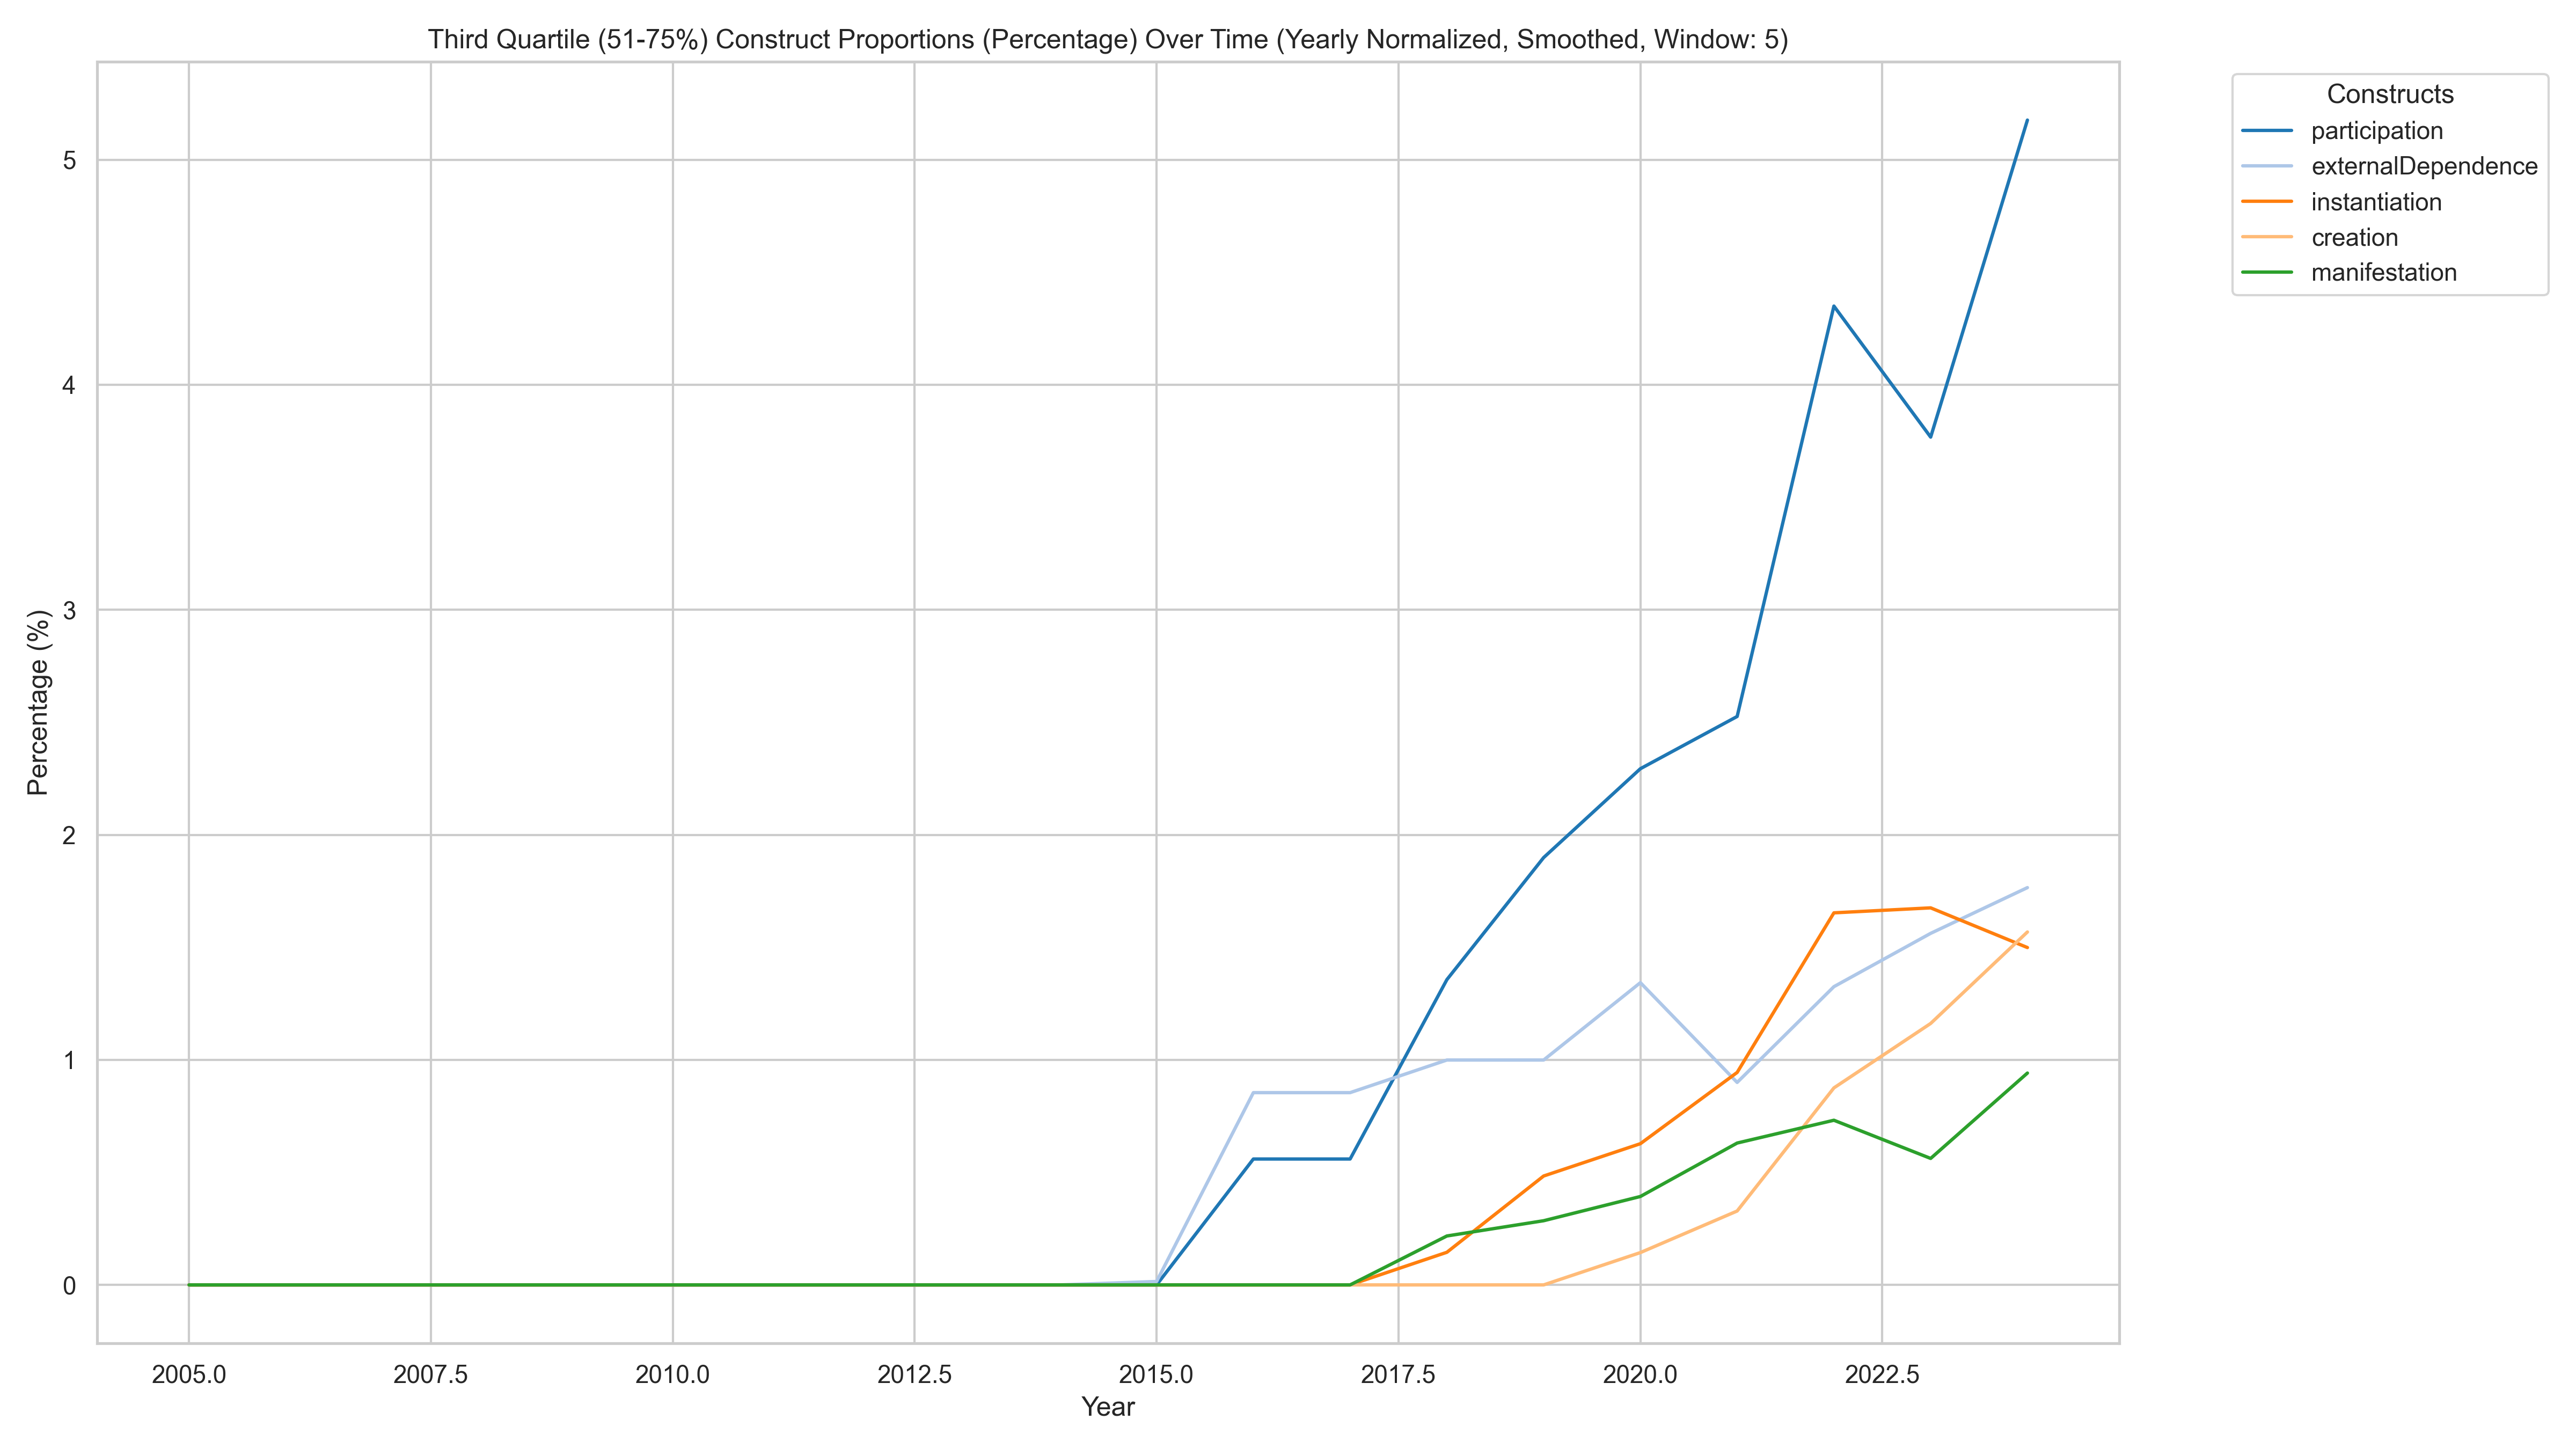 Third Quartile (51-75%) Construct Proportions (Percentage) Over Time (Yearly Normalized, Smoothed, Window: 5)
Constructs
participation
externalDependence
instantiation
creation
manifestation
Percentage (%)
5
4
3
2
1
0
2005.0 2007.5 2010.0 2012.5 2015.0 2017.5 2020.0 2022.5
Year